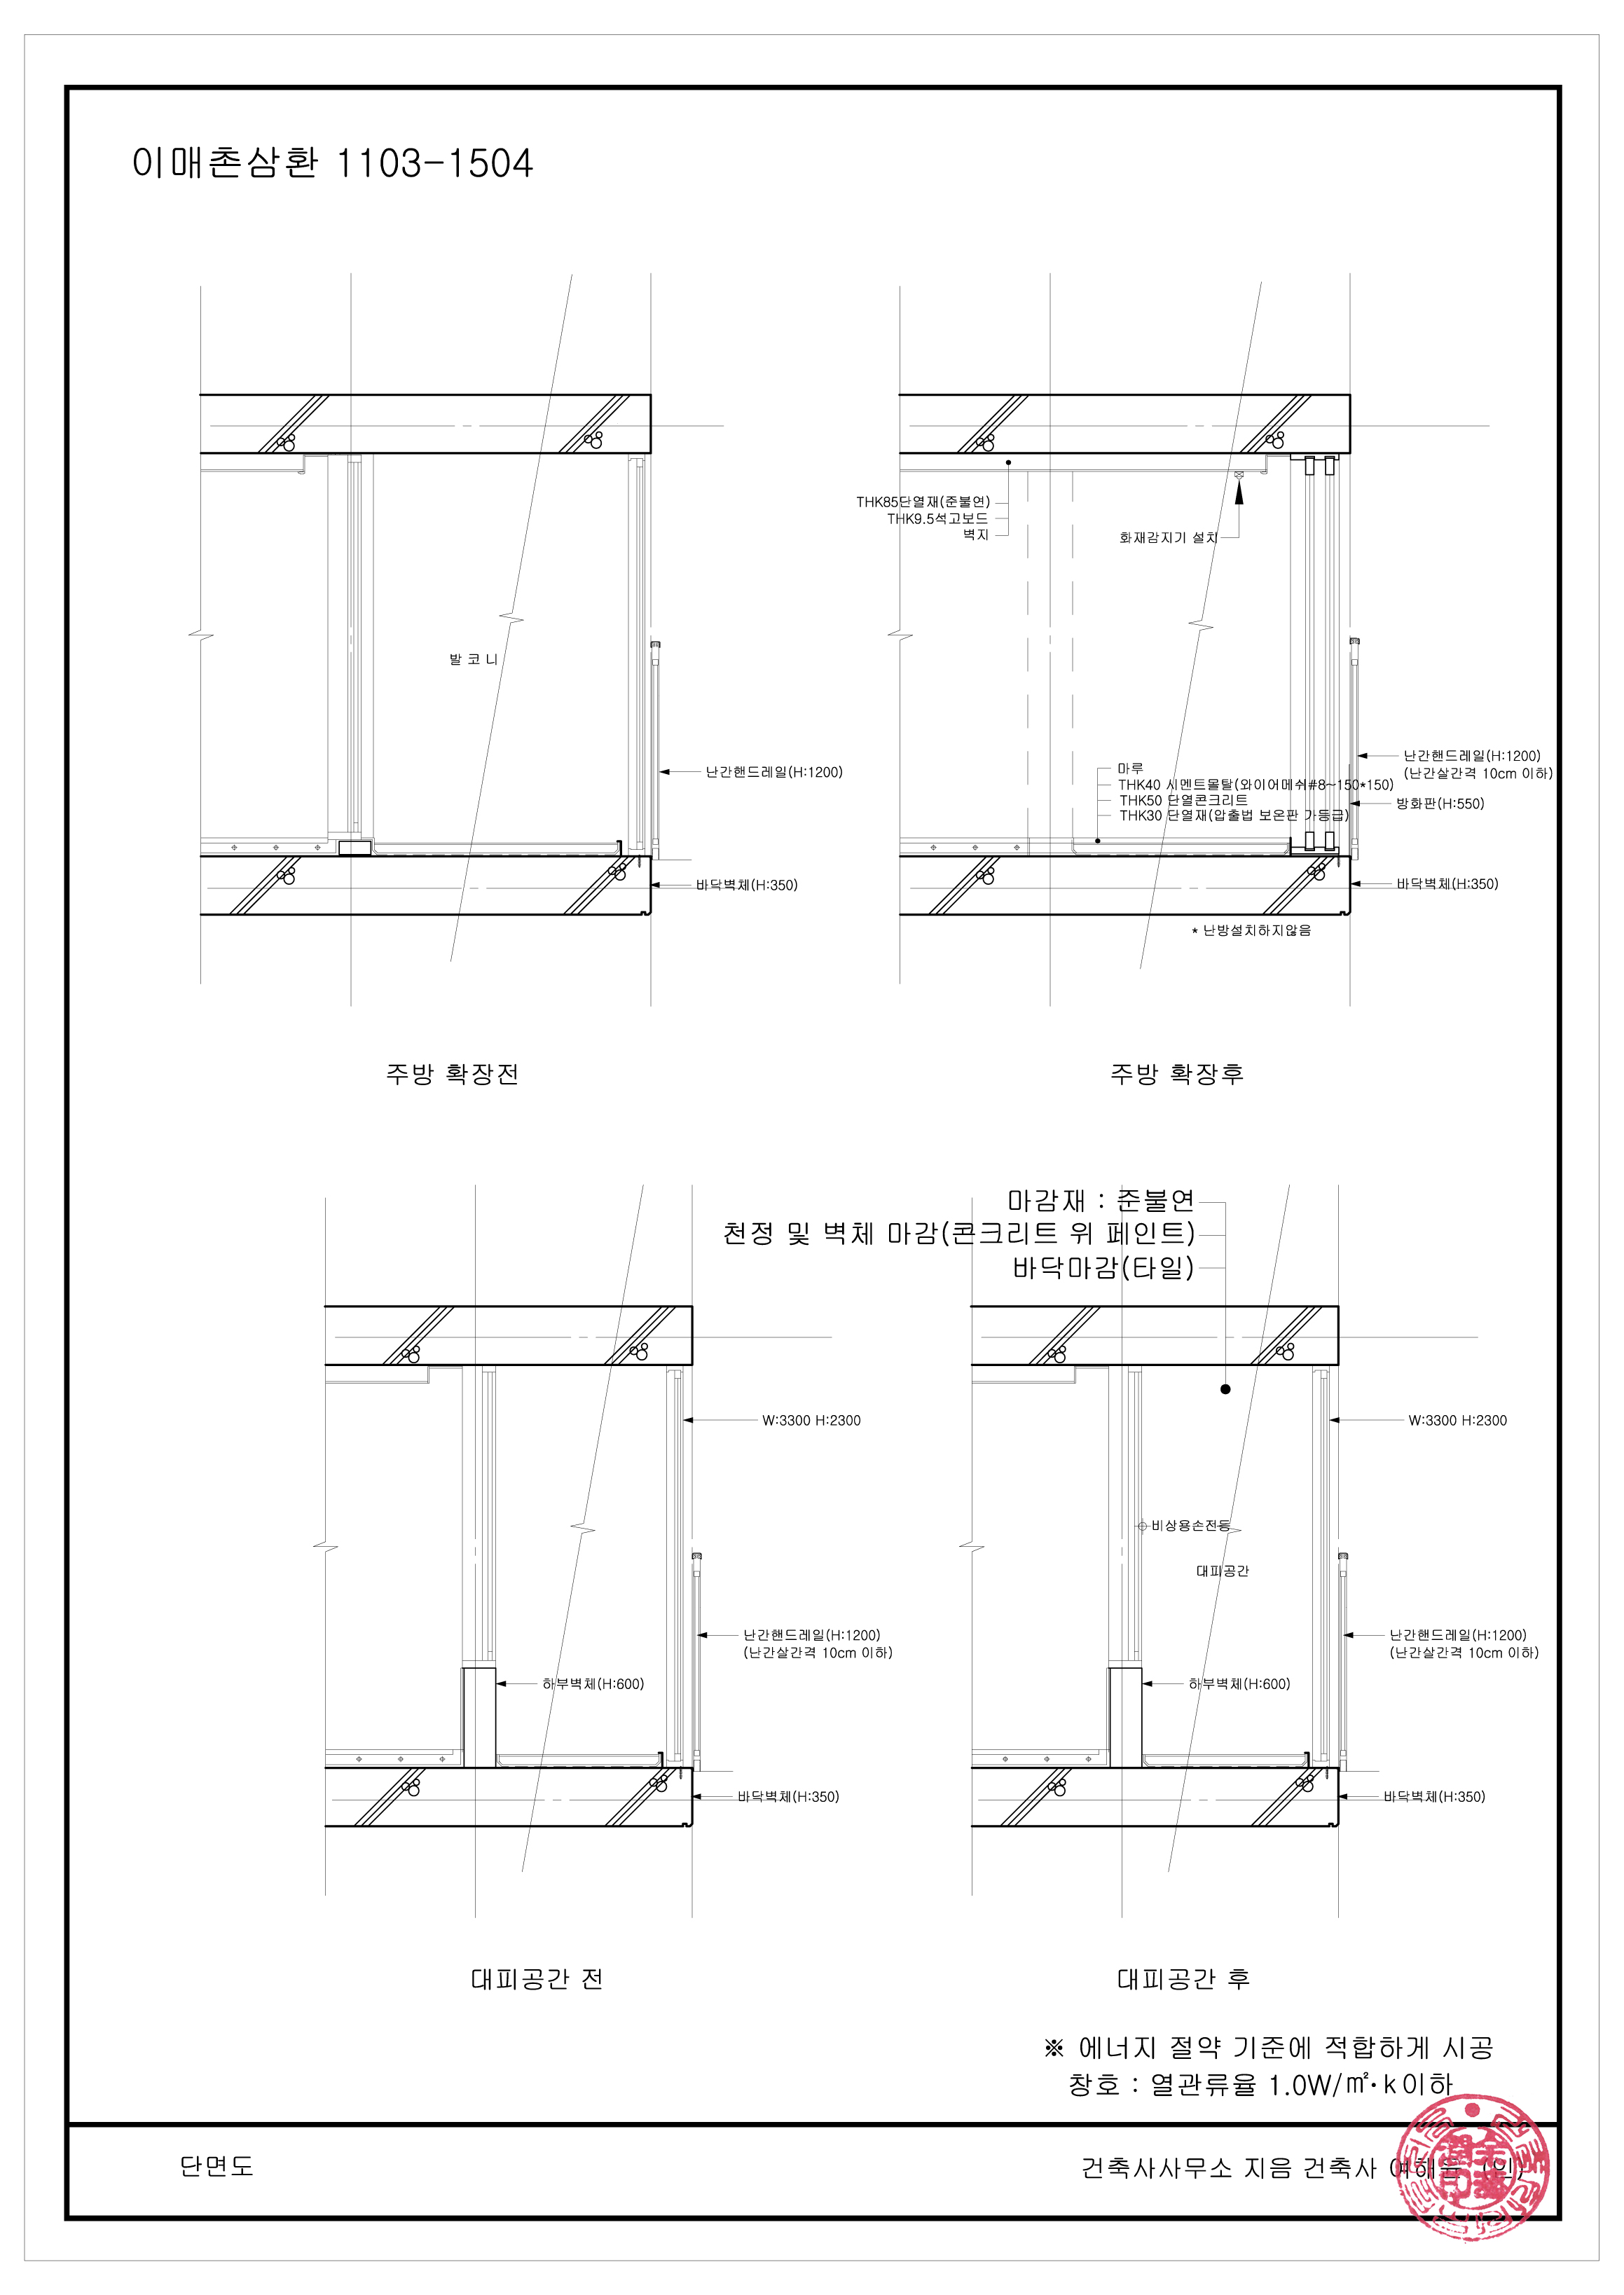 이매촌삼환 1103-1504
발 코 니
난간핸드레일(H:1200)
바닥벽체(H:350)
주방 확장전
THK85단열재(준불연)
THK9.5석고보드
벽지
화재감지기 설치
난간핸드레일(H:1200)
(난간살간격 10cm 이하)
마루
THK40 시멘트몰탈(와이어메쉬#8~150*150)
THK50 단열콘크리트
THK30 단열재(압출법 보온판 가등급)
방화판(H:550)
바닥벽체(H:350)
* 난방설치하지않음
주방 확장후
W:3300 H:2300
난간핸드레일(H:1200)
(난간살간격 10cm 이하)
하부벽체(H:600)
바닥벽체(H:350)
대피공간 전
마감재 : 준불연
천정 및 벽체 마감(콘크리트 위 페인트)
바닥마감(타일)
W:3300 H:2300
비상용손전등
대피공간
난간핸드레일(H:1200)
(난간살간격 10cm 이하)
하부벽체(H:600)
바닥벽체(H:350)
대피공간 후
※ 에너지 절약 기준에 적합하게 시공
창호 : 열관류율 1.0W/㎡·k이하
단면도
건축사사무소 지음 건축사 (인)